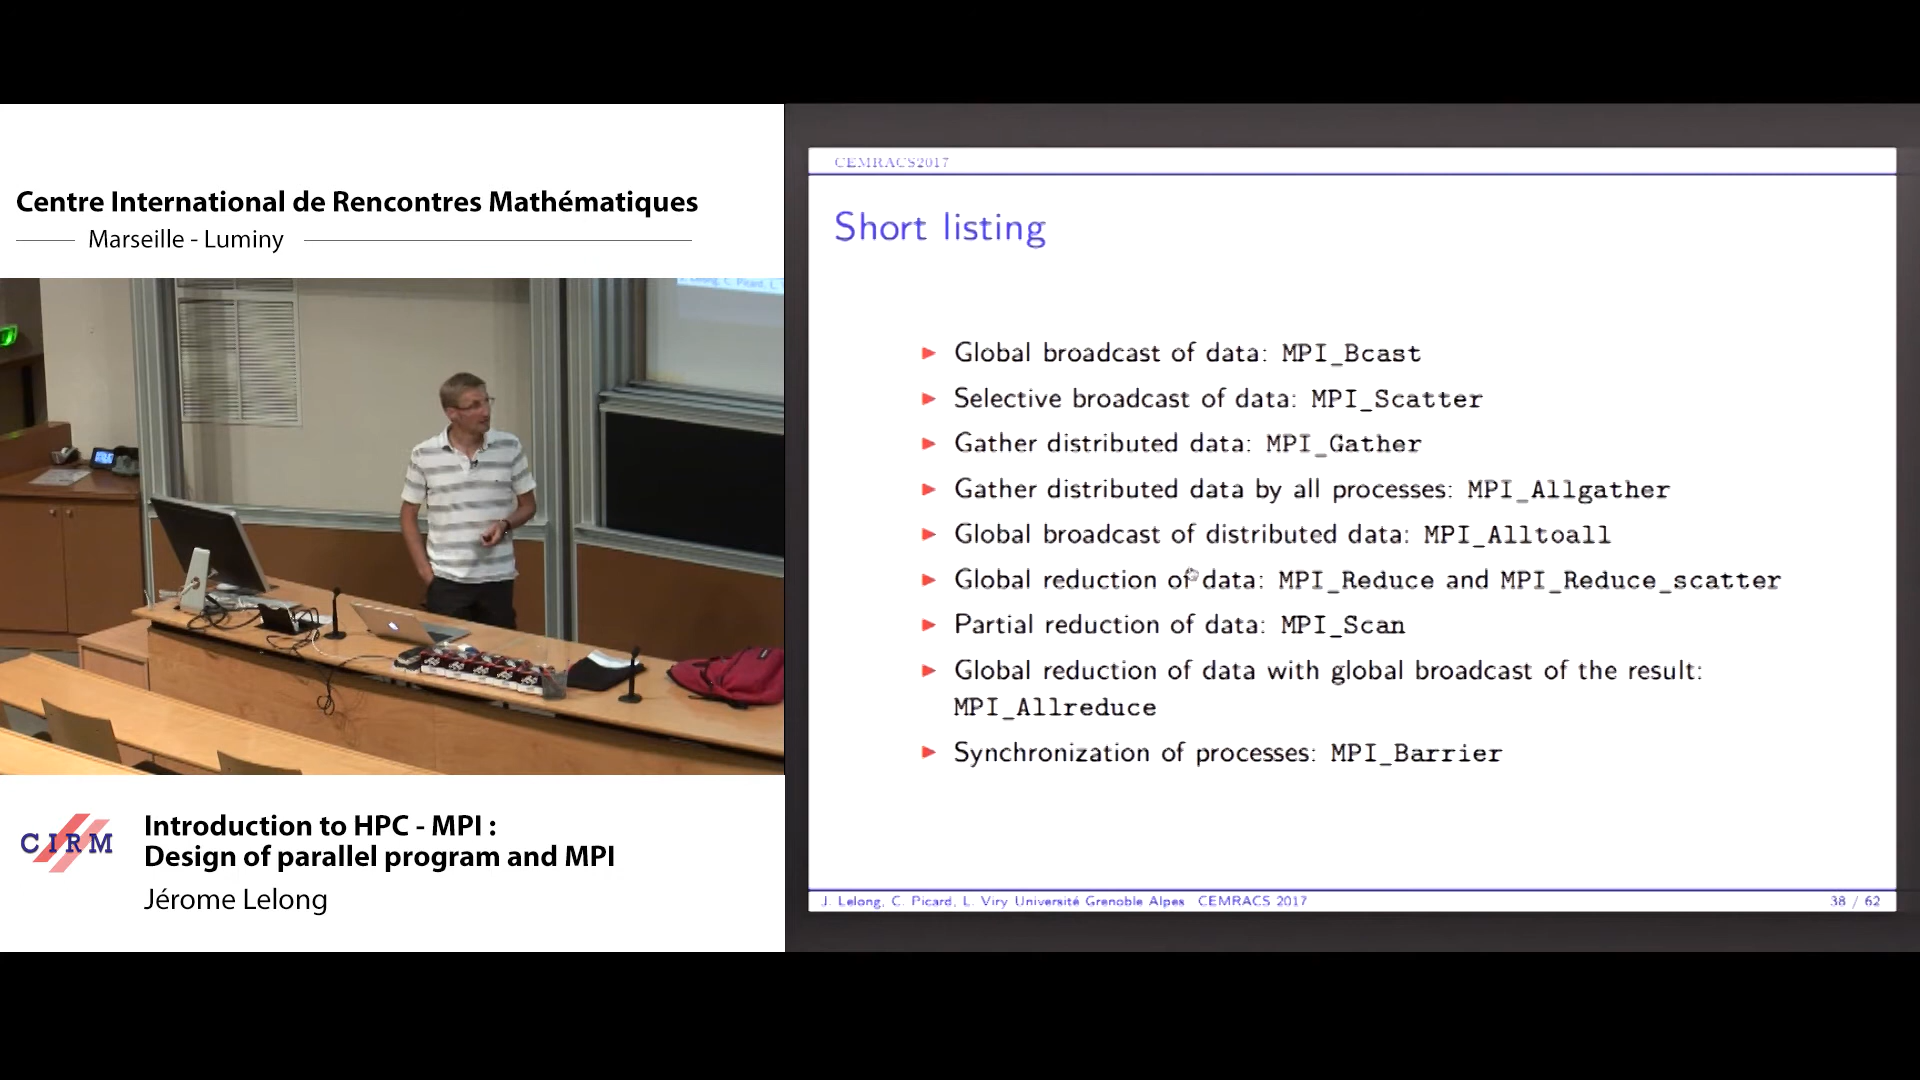 Centre International de Rencontres Mathématiques
Marseille - Luminy
CIRM
Introduction to HPC - MPI :
Design of parallel program and MPI
Jérome Lelong
CEMRACS2017
Short listing
► Global broadcast of data: MPI_Bcast
► Selective broadcast of data: MPI_Scatter
► Gather distributed data: MPI_Gather
► Gather distributed data by all processes: MPI_Allgather
► Global broadcast of distributed data: MPI_Alltoall
► Global reduction of data: MPI_Reduce and MPI_Reduce_scatter
► Partial reduction of data: MPI_Scan
► Global reduction of data with global broadcast of the result:
MPI_Allreduce
► Synchronization of processes: MPI_Barrier
J. Lelong, C. Picard, L. Viry Université Grenoble Alpes CEMRACS 2017
38 / 62